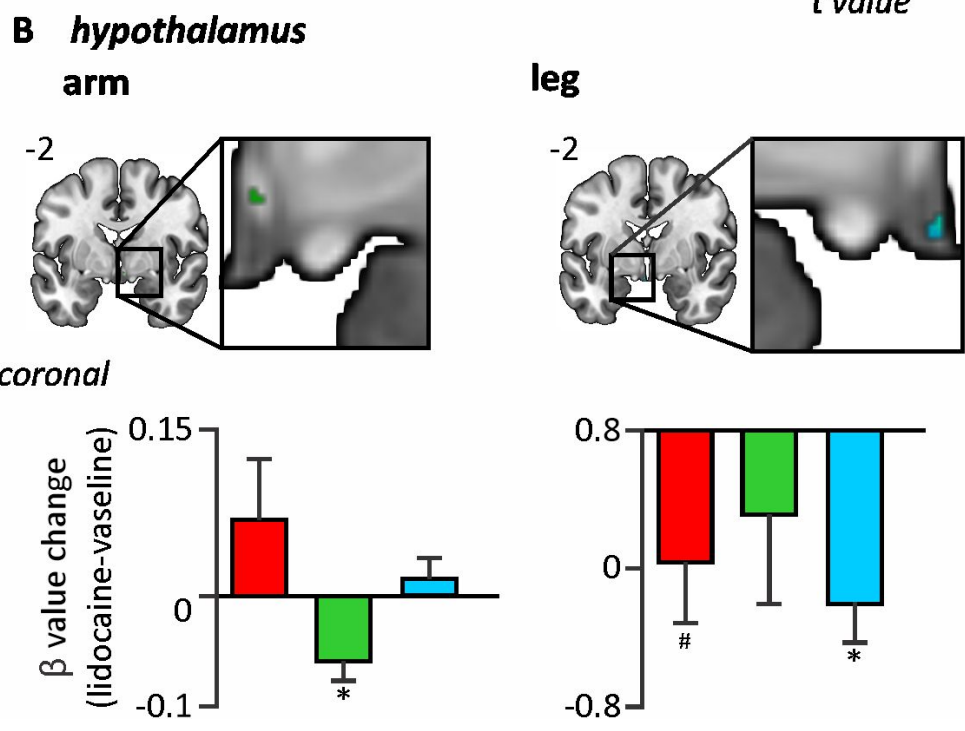 t value
B hypothalamus
arm
leg
-2
-2
coronal
β value change
(lidocaine-vaseline)
0.15
0
-0.1
*
0.8
0
-0.8
#
*